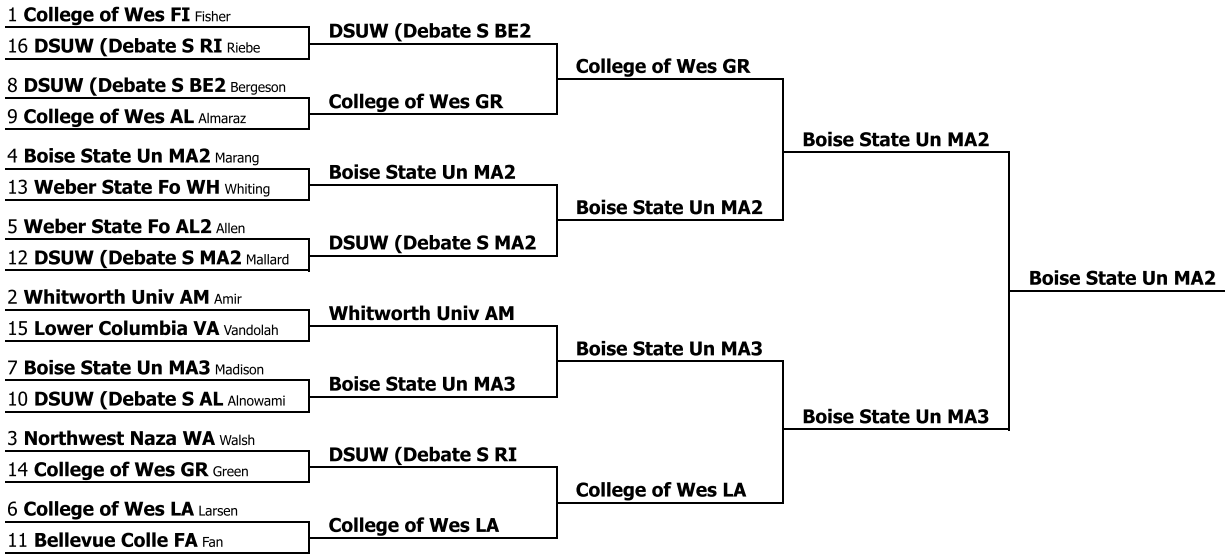 1 College of Wes FI Fisher
16 DSUW (Debate S RI Riebe
8 DSUW (Debate S BE2 Bergeson
9 College of Wes AL Almaraz
4 Boise State Un MA2 Marang
13 Weber State Fo WH Whiting
5 Weber State Fo AL2 Allen
12 DSUW (Debate S MA2 Mallard
2 Whitworth Univ AM Amir
15 Lower Columbia VA Vandolah
7 Boise State Un MA3 Madison
10 DSUW (Debate S AL Alnowami
3 Northwest Naza WA Walsh
14 College of Wes GR Green
6 College of Wes LA Larsen
11 Bellevue Colle FA Fan
DSUW (Debate S BE2
College of Wes GR
Boise State Un MA2
DSUW (Debate S MA2
Whitworth Univ AM
Boise State Un MA3
DSUW (Debate S RI
College of Wes LA
College of Wes GR
Boise State Un MA2
Boise State Un MA3
College of Wes LA
Boise State Un MA2
Boise State Un MA3
Boise State Un MA2